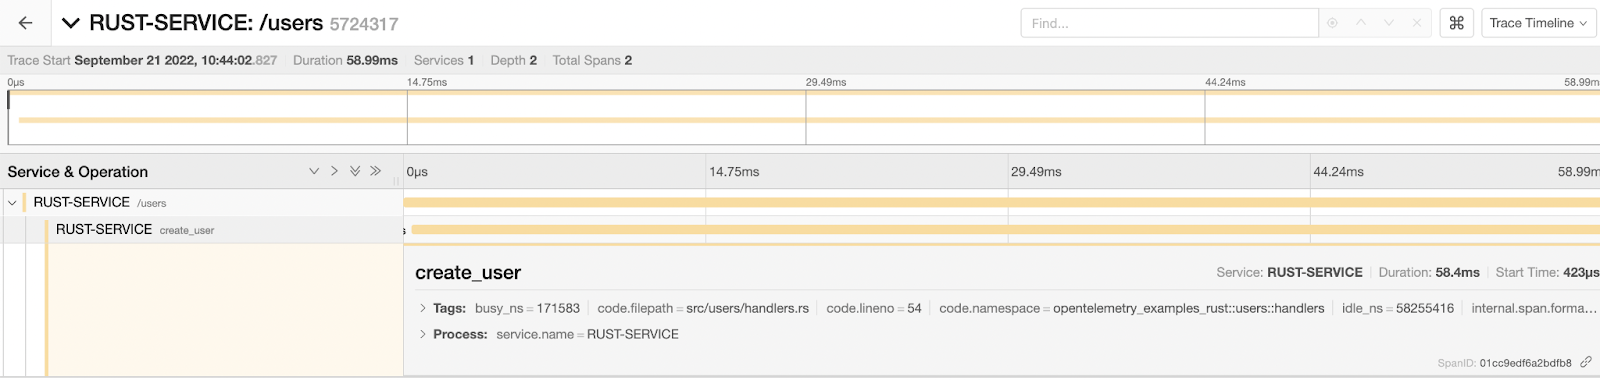 RUST-SERVICE: /users 5724317
Find...
⌘
Trace Timeline
Trace Start September 21 2022, 10:44:02.827 Duration 58.99ms Services 1 Depth 2 Total Spans 2
0μs 14.75ms 29.49ms 44.24ms 58.99m
Service & Operation 0μs 14.75ms 29.49ms 44.24ms 58.99m
RUST-SERVICE /users
RUST-SERVICE create_user s
create_user Service: RUST-SERVICE Duration: 58.4ms Start Time: 423μs
Tags: busy_ns = 171583 code.filepath = src/users/handlers.rs code.lineno = 54 code.namespace = opentelemetry_examples_rust::users::handlers idle_ns = 58255416 internal.span.forma...
Process: service.name = RUST-SERVICE
SpanID: 01cc9edf6a2bdfb8